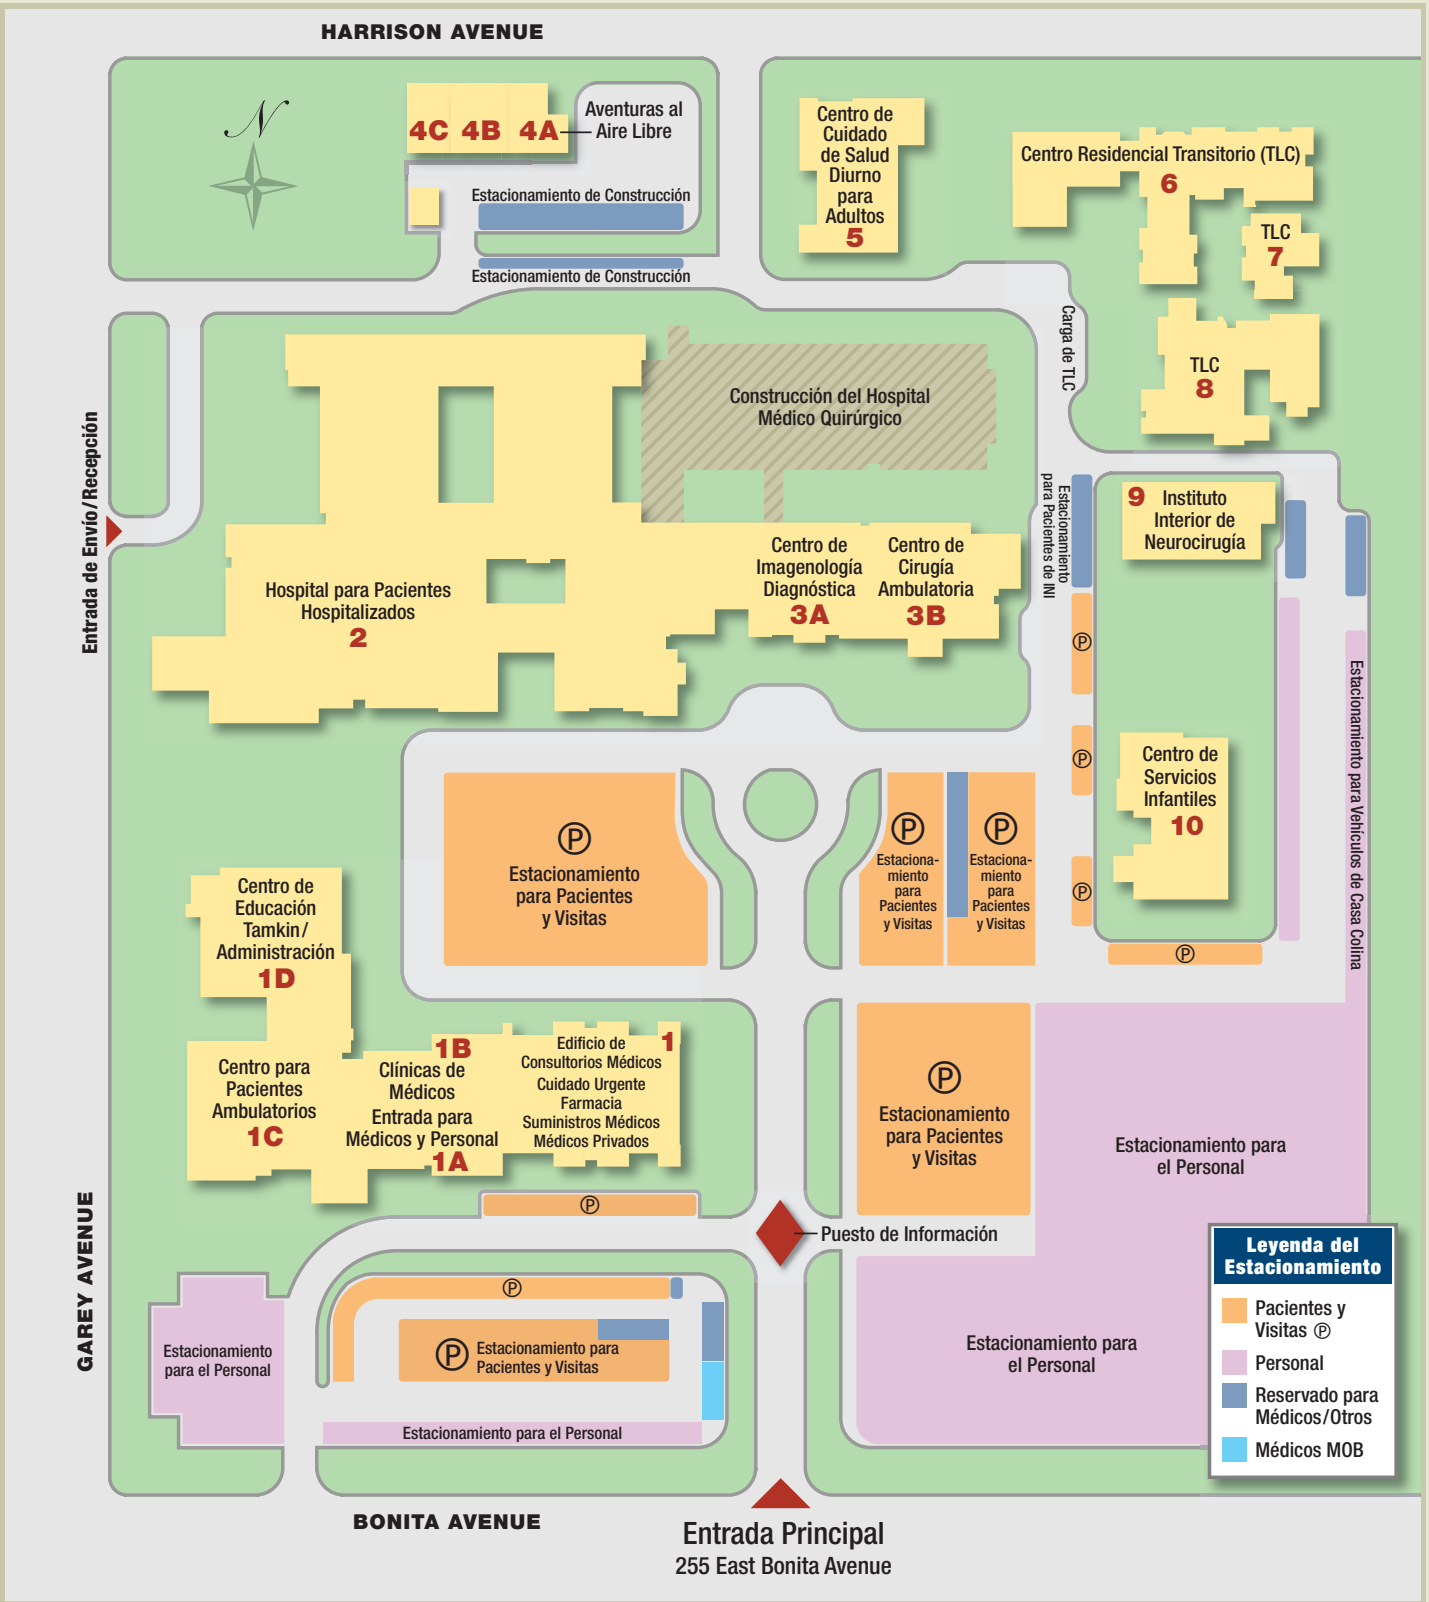 HARRISON AVENUE
N
4C
4B
4A
Aventuras al
Aire Libre
Estacionamiento de Construcción
Estacionamiento de Construcción
Centro de
Cuidado
de Salud
Diurno
para
Adultos
5
Centro Residencial Transitorio (TLC)
6
TLC
7
TLC
8
Carga de TLC
Construcción del Hospital
Médico Quirúrgico
Entrada de Envío/Recepción
Hospital para Pacientes
Hospitalizados
2
Centro de
Imagenología
Diagnóstica
3A
Centro de
Cirugía
Ambulatoria
3B
Estacionamiento
para Pacientes de INI
9 Instituto
Interior de
Neurocirugía
P
P
P
P
Centro de
Servicios
Infantiles
10
Estacionamiento para Vehículos de Casa Colina
P
Estacionamiento
para Pacientes
y Visitas
P
Estaciona-
miento
para
Pacientes
y Visitas
P
Estaciona-
miento
para
Pacientes
y Visitas
Centro de
Educación
Tamkin/
Administración
1D
Centro para
Pacientes
Ambulatorios
1C
1B
Clínicas de
Médicos
Entrada para
Médicos y Personal
1A
1
Edificio de
Consultorios Médicos
Cuidado Urgente
Farmacia
Suministros Médicos
Médicos Privados
P
Estacionamiento
para Pacientes
y Visitas
Estacionamiento para
el Personal
P
Puesto de Información
GAREY AVENUE
Estacionamiento
para el Personal
P
P
Estacionamiento para
Pacientes y Visitas
Estacionamiento para el Personal
Estacionamiento para
el Personal
Leyenda del
Estacionamiento
Pacientes y
Visitas P
Personal
Reservado para
Médicos/Otros
Médicos MOB
BONITA AVENUE
Entrada Principal
255 East Bonita Avenue